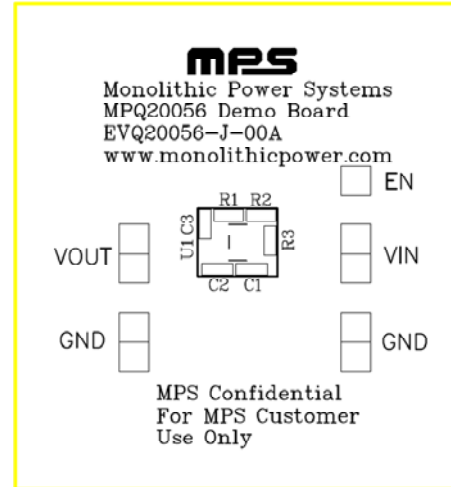 MPS
Monolithic Power Systems
MPQ20056 Demo Board
EVQ20056-J-00A
www.monolithicpower.com
EN
R1 R2
U1 C3
R3
VOUT
VIN
C2 C1
GND
GND
MPS Confidential
For MPS Customer
Use Only